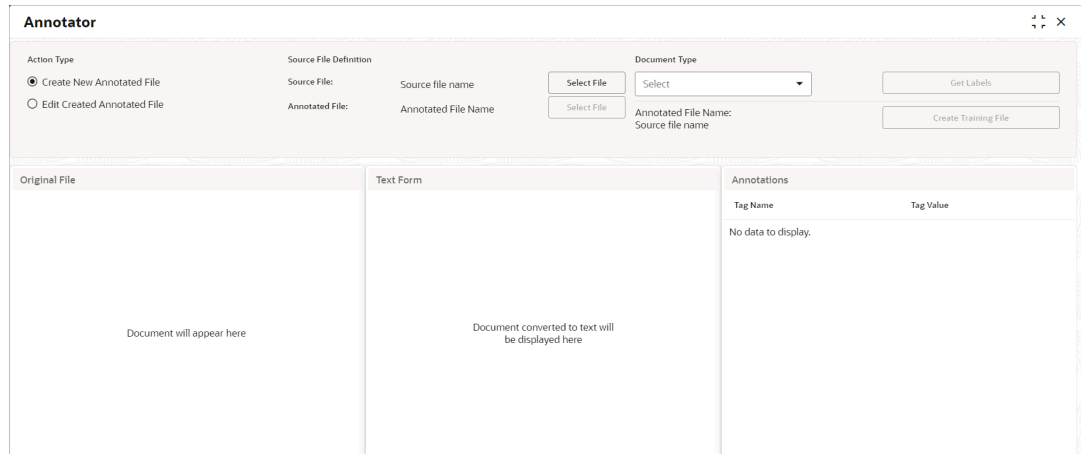 Annotator
Action Type
Create New Annotated File
Edit Created Annotated File
Source File Definition
Source File: Source file name Select File
Annotated File: Annotated File Name Select File
Document Type
Select
Get Labels
Annotated File Name:
Source file name
Create Training File
Original File
Document will appear here
Text Form
Document converted to text will
be displayed here
Annotations
Tag Name Tag Value
No data to display.